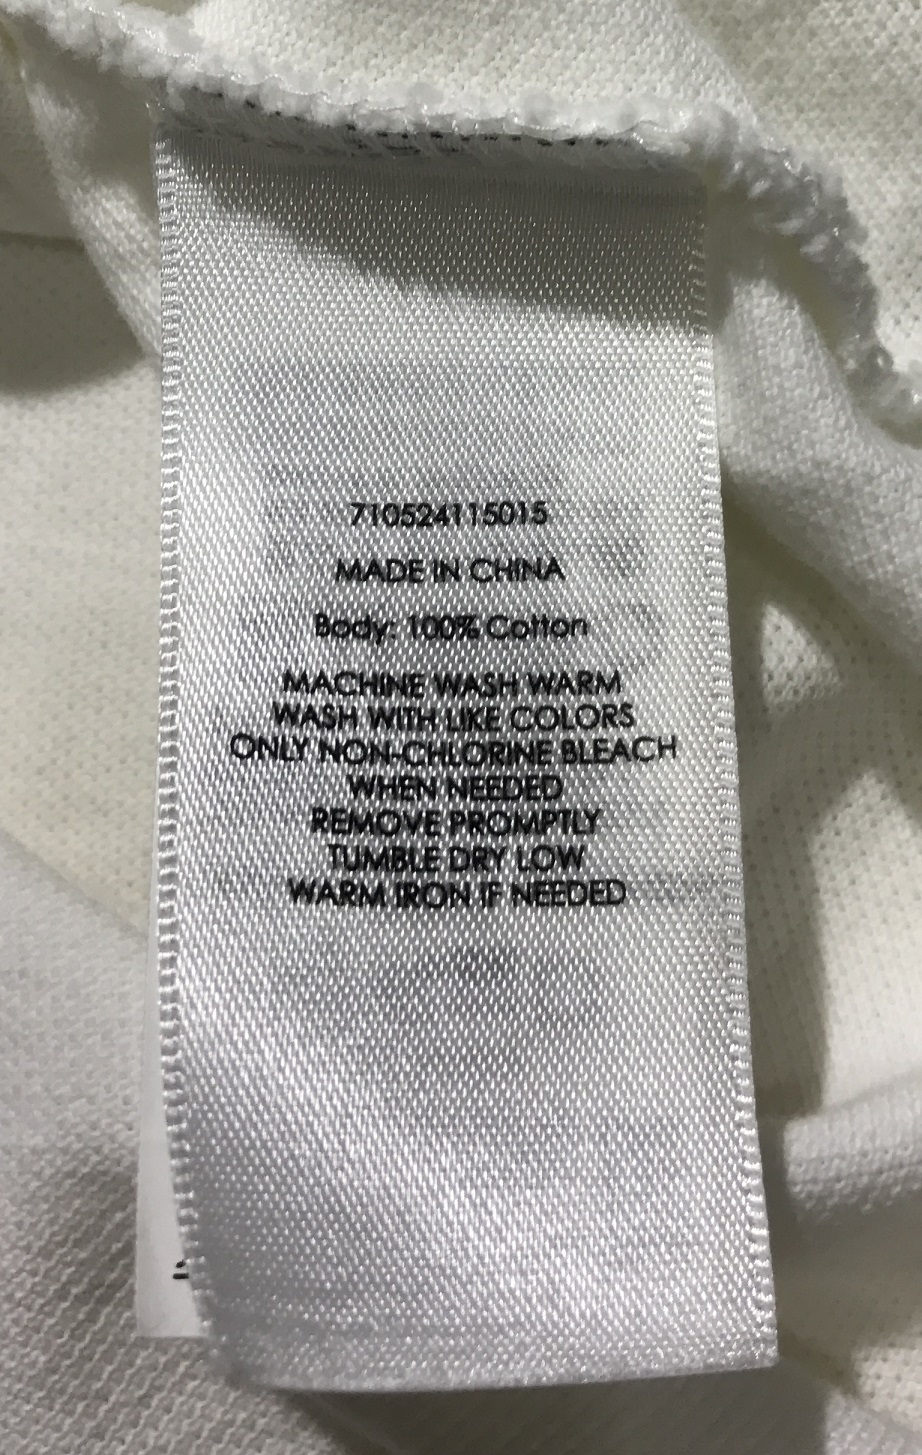 710524115015
MADE IN CHINA
Body: 100% Cotton
MACHINE WASH WARM
WASH WITH LIKE COLORS
ONLY NON-CHLORINE BLEACH
WHEN NEEDED
REMOVE PROMPTLY
TUMBLE DRY LOW
WARM IRON IF NEEDED